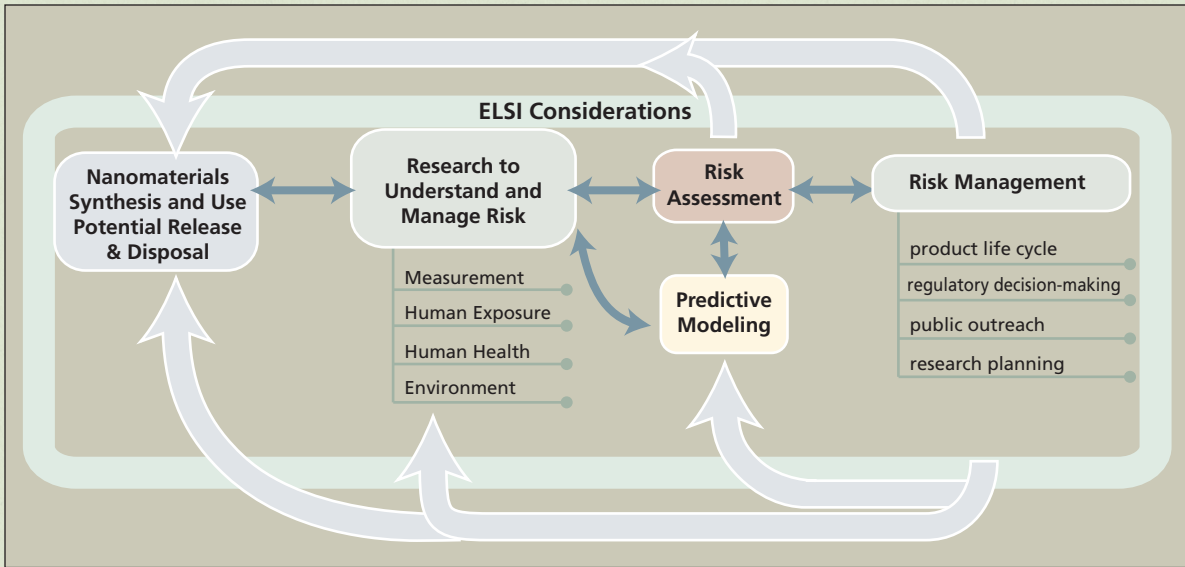 ELSI Considerations
Nanomaterials
Synthesis and Use
Potential Release
& Disposal
Research to
Understand and
Manage Risk
Measurement
Human Exposure
Human Health
Environment
Risk
Assessment
Predictive
Modeling
Risk Management
product life cycle
regulatory decision-making
public outreach
research planning